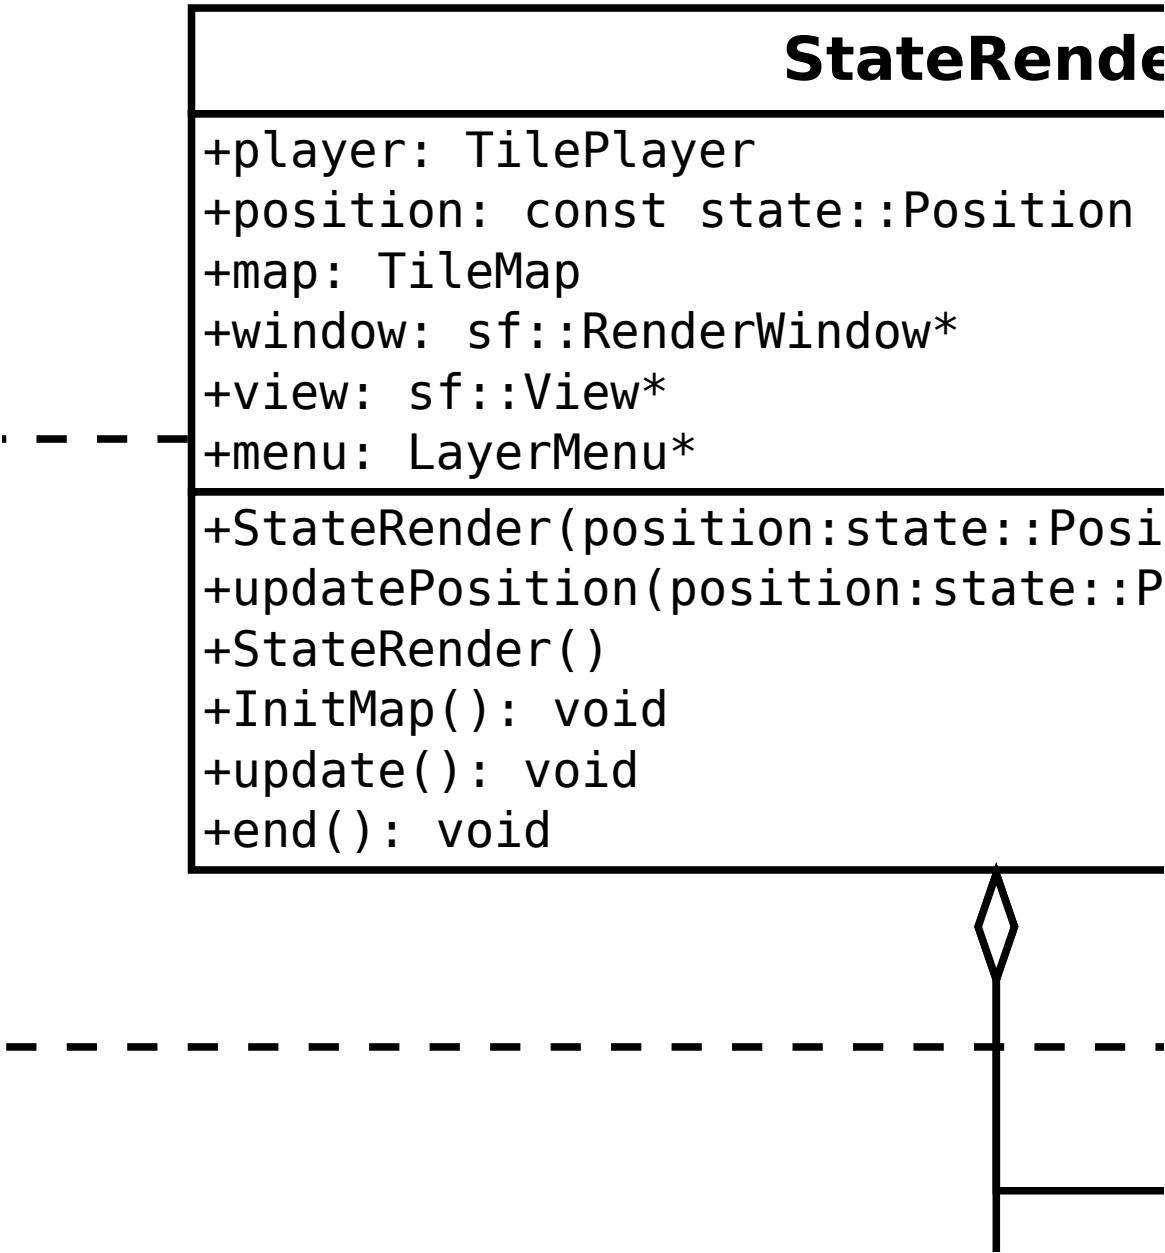 StateRende
+player: TilePlayer
+position: const state::Position
+map: TileMap
+window: sf::RenderWindow*
+view: sf::View*
+menu: LayerMenu*
+StateRender(position:state::Posi
+updatePosition(position:state::P
+StateRender()
+InitMap(): void
+update(): void
+end(): void